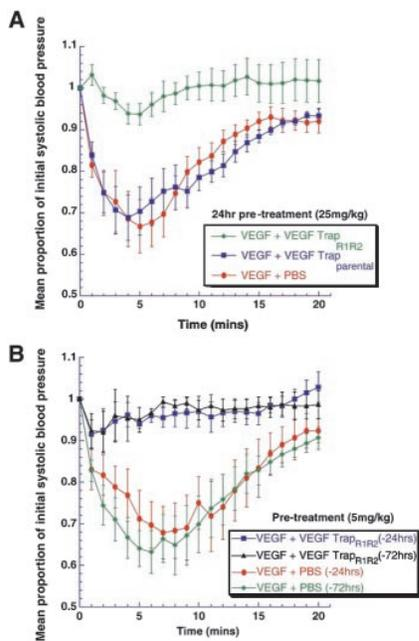 A
Mean proportion of initial systolic blood pressure
1.1
1
0.9
0.8
0.7
0.6
0.5
0
5
10
15
20
Time (mins)
24hr pre-treatment (25mg/kg)
VEGF + VEGF Trap R1R2
VEGF + VEGF Trap parental
VEGF + PBS
B
Mean proportion of initial systolic blood pressure
1.1
1
0.9
0.8
0.7
0.6
0.5
0
5
10
15
20
Time (mins)
Pre-treatment (5mg/kg)
VEGF + VEGF TrapR1R2(-24hrs)
VEGF + VEGF TrapR1R2(-72hrs)
VEGF + PBS (-24hrs)
VEGF + PBS (-72hrs)